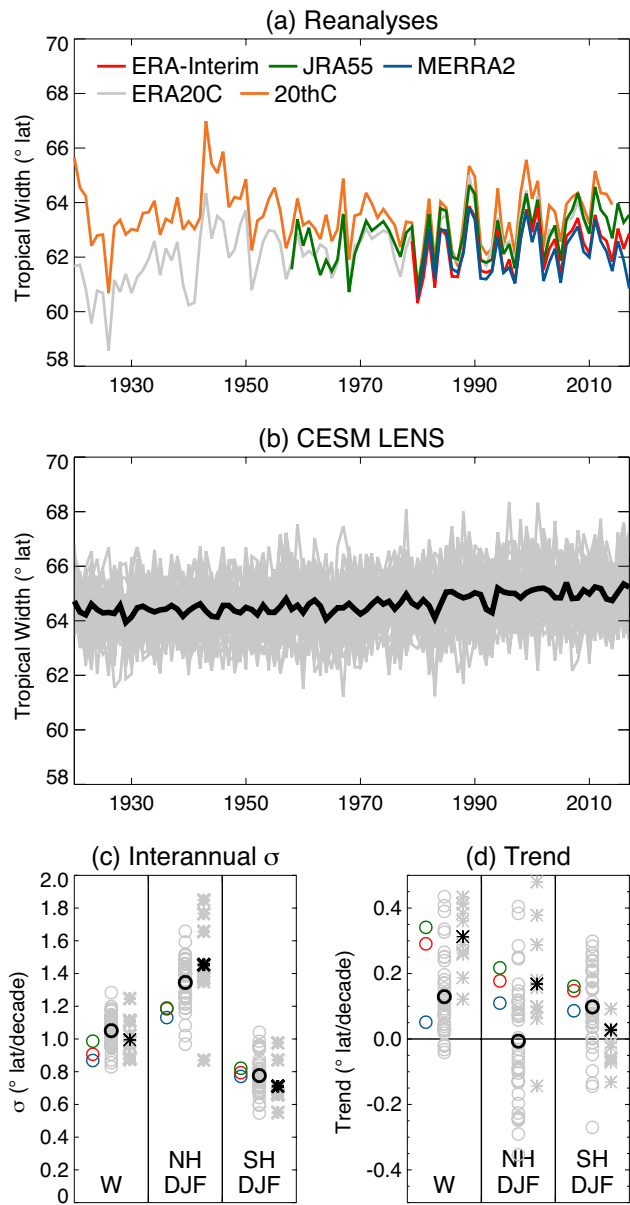 (a) Reanalyses
70
68
66
64
62
60
58
Tropical Width (° lat)
ERA-Interim JRA55 MERRA2
ERA20C 20thC
1930 1950 1970 1990 2010
(b) CESM LENS
70
68
66
64
62
60
58
Tropical Width (° lat)
1930 1950 1970 1990 2010
(c) Interannual σ
2.0
1.8
1.6
1.4
1.2
1.0
0.8
0.6
0.4
0.2
0
σ (° lat/decade)
W
NH
DJF
SH
DJF
(d) Trend
0.4
0.2
0.0
-0.2
-0.4
Trend (° lat/decade)
W
NH
DJF
SH
DJF